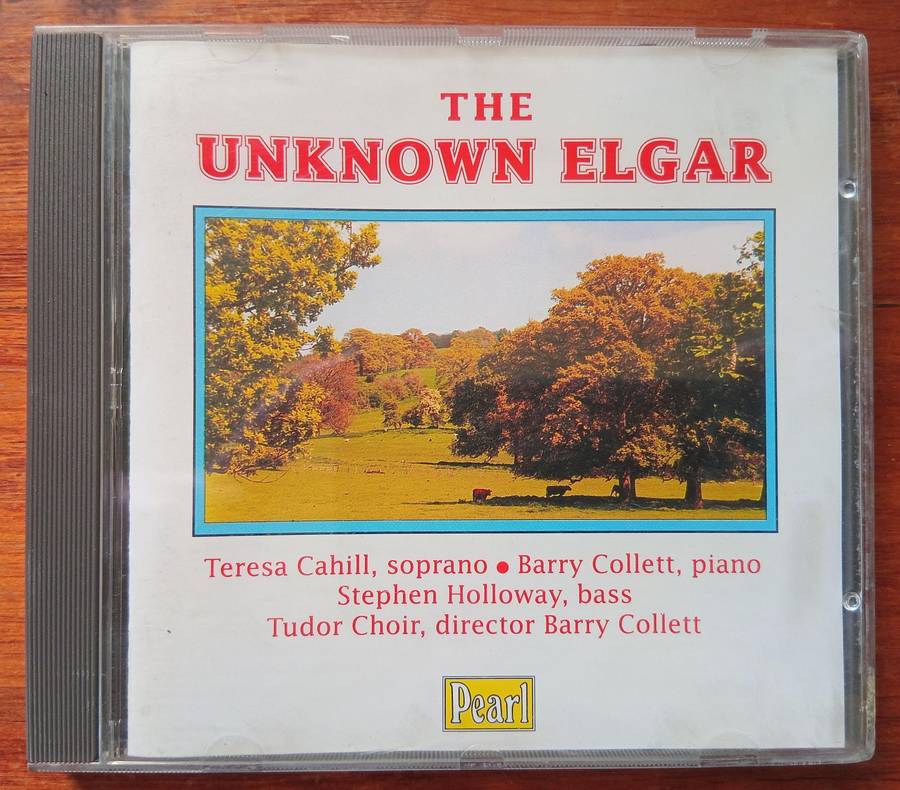 THE
UNKNOWN ELGAR
Teresa Cahill, soprano ● Barry Collett, piano
Stephen Holloway, bass
Tudor Choir, director Barry Collett
Pearl